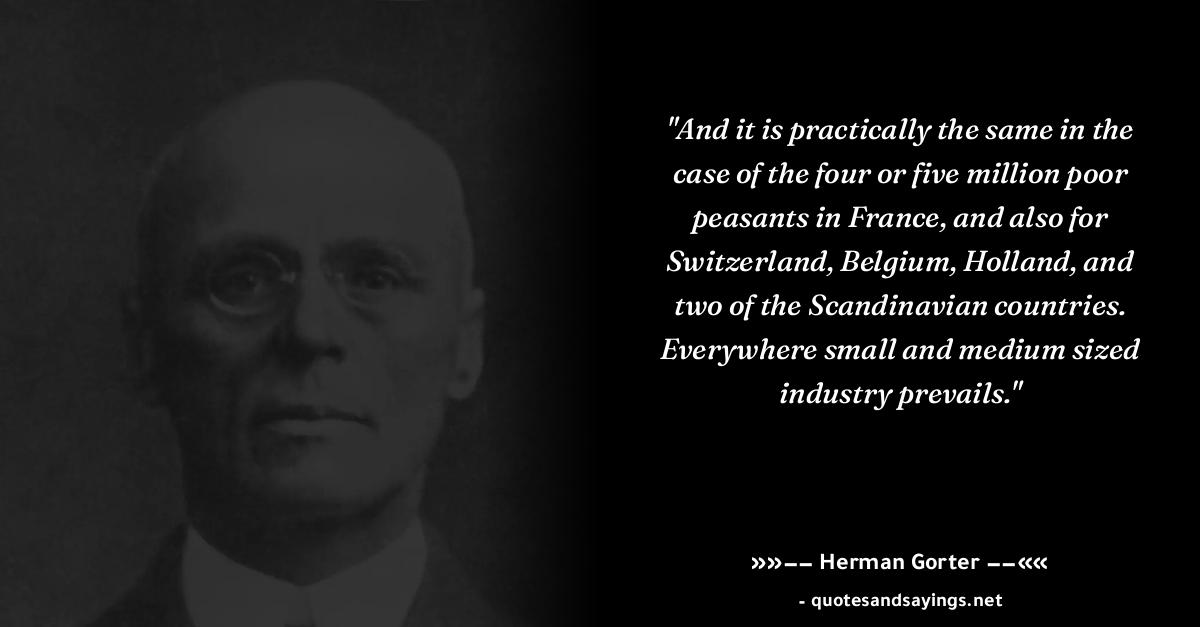 "And it is practically the same in the
case of the four or five million poor
peasants in France, and also for
Switzerland, Belgium, Holland, and
two of the Scandinavian countries.
Everywhere small and medium sized
industry prevails."
»»–– Herman Gorter ––««
- quotesandsayings.net